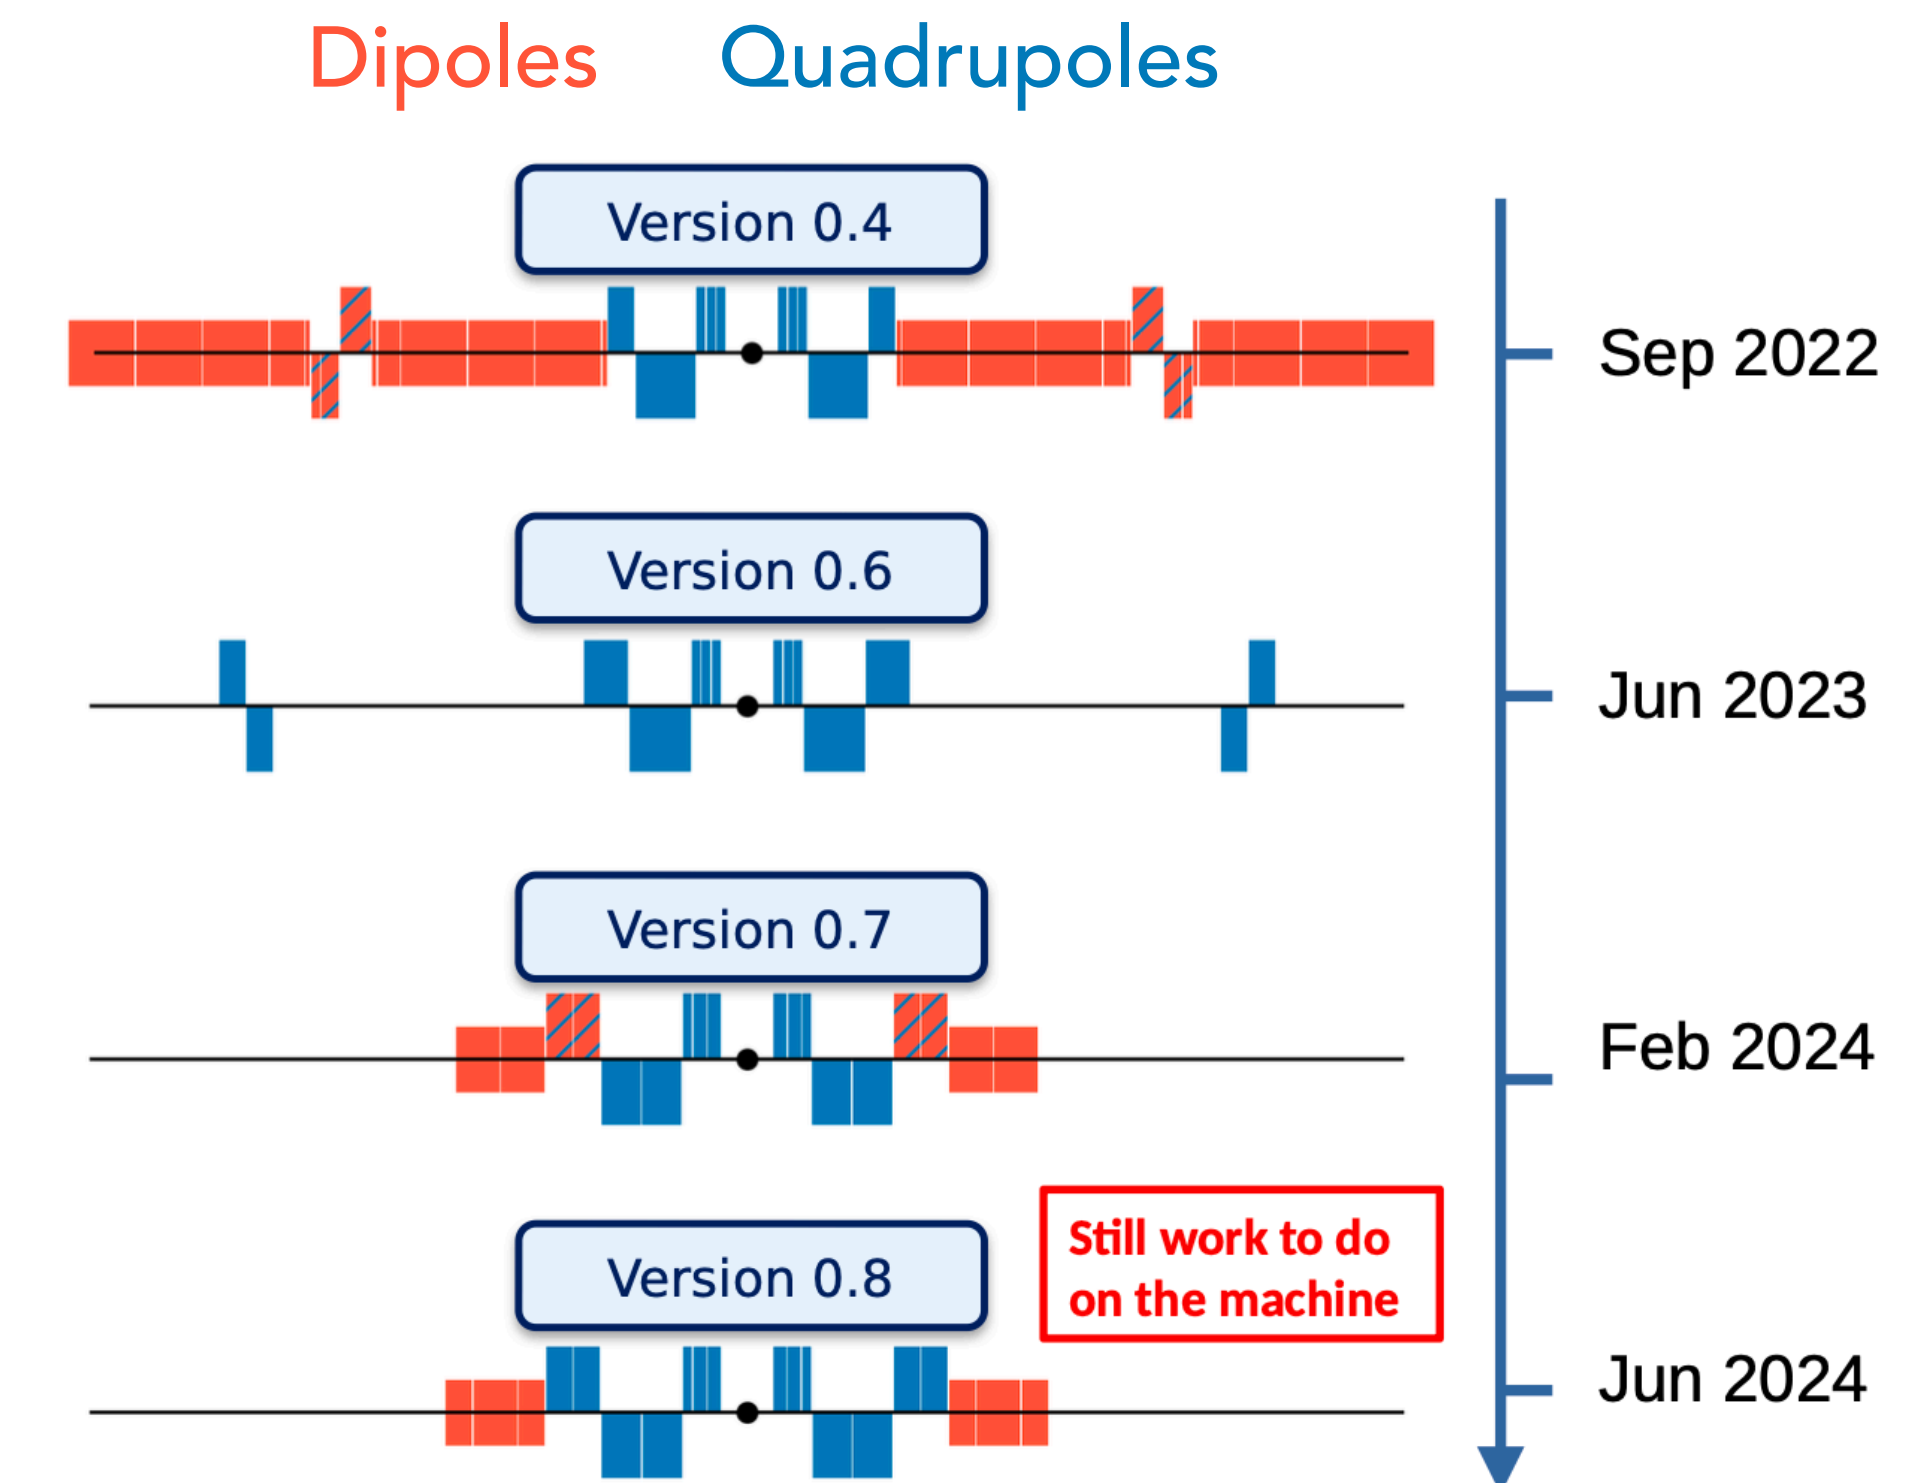 Dipoles Quadrupoles
Version 0.4
Sep 2022
Version 0.6
Jun 2023
Version 0.7
Feb 2024
Version 0.8
Still work to do
on the machine
Jun 2024